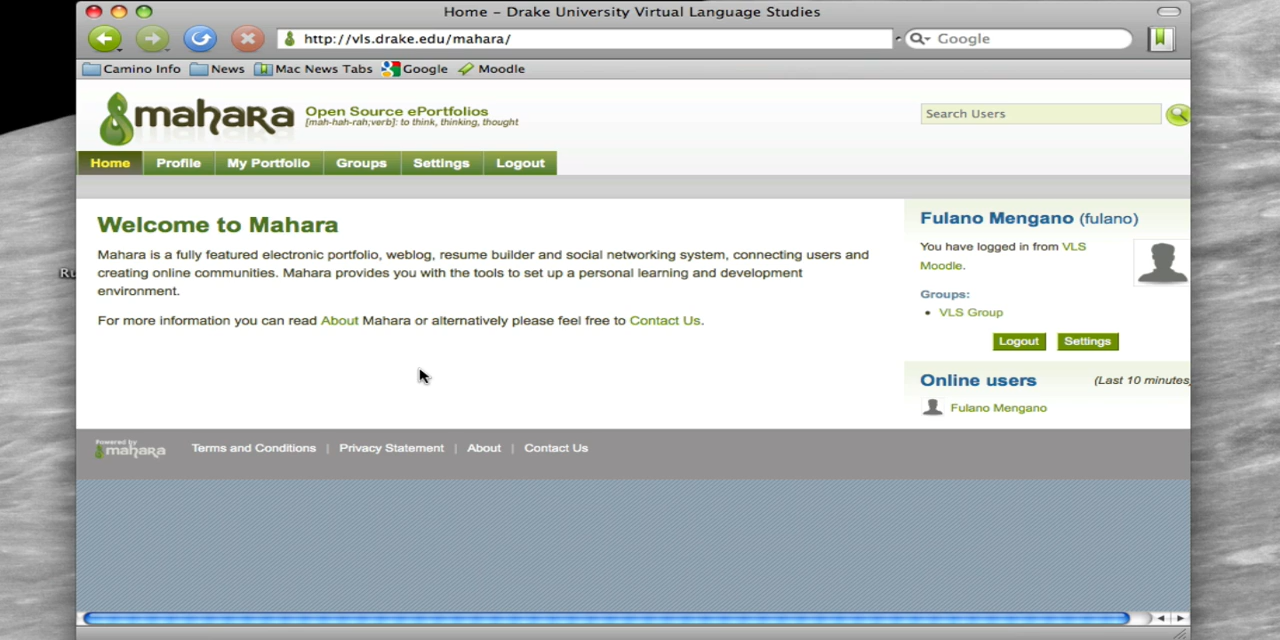 Home – Drake University Virtual Language Studies
http://vls.drake.edu/mahara/
Google
Camino Info News Mac News Tabs Google Moodle
mahara
Open Source ePortfolios
[mah-hah-rah;verb]: to think, thinking, thought
Search Users
Home Profile My Portfolio Groups Settings Logout
Ru
Welcome to Mahara
Mahara is a fully featured electronic portfolio, weblog, resume builder and social networking system, connecting users and
creating online communities. Mahara provides you with the tools to set up a personal learning and development
environment.
For more information you can read About Mahara or alternatively please feel free to Contact Us.
Fulano Mengano (fulano)
You have logged in from VLS
Moodle.
Groups:
• VLS Group
Logout Settings
Online users (Last 10 minutes
Fulano Mengano
Powered by
mahara
Terms and Conditions | Privacy Statement | About | Contact Us